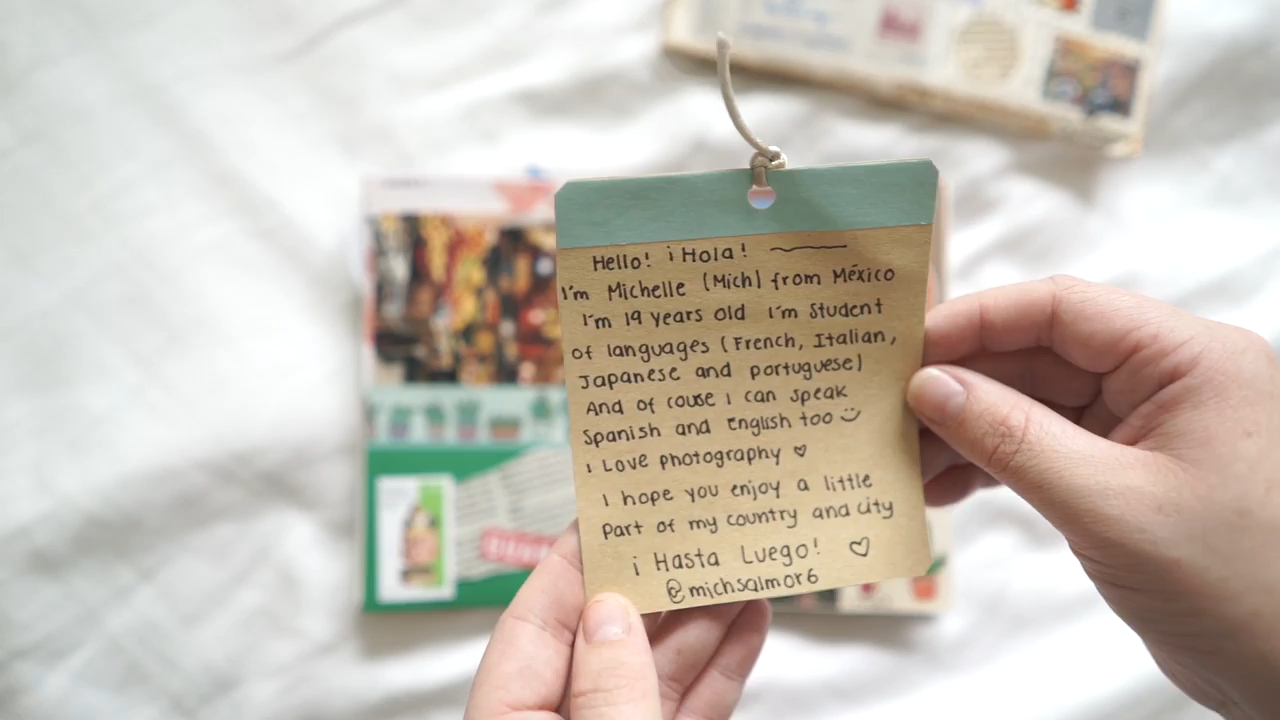 Hello! ¡Hola!
I'm Michelle (Mich) from México
I'm 19 years old I'm Student
of languages (French, Italian,
Japanese and portuguese)
And of couse I can speak
Spanish and English too
I Love photography ♡
I hope you enjoy a little
Part of my country and city
¡Hasta Luego! ♡
@michsalmor6